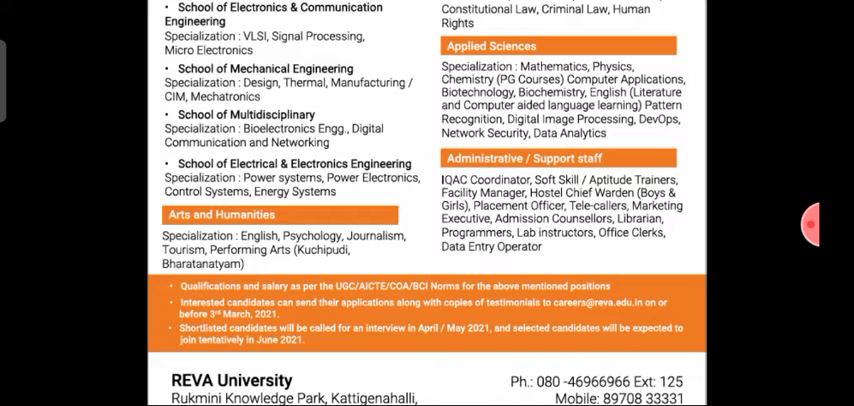 • School of Electronics & Communication
Engineering
Specialization : VLSI, Signal Processing,
Micro Electronics
• School of Mechanical Engineering
Specialization : Design, Thermal, Manufacturing /
CIM, Mechatronics
• School of Multidisciplinary
Specialization : Bioelectronics Engg., Digital
Communication and Networking
• School of Electrical & Electronics Engineering
Specialization : Power systems, Power Electronics,
Control Systems, Energy Systems
Arts and Humanities
Specialization : English, Psychology, Journalism,
Tourism, Performing Arts (Kuchipudi,
Bharatanatyam)
Constitutional Law, Criminal Law, Human
Rights
Applied Sciences
Specialization : Mathematics, Physics,
Chemistry (PG Courses) Computer Applications,
Biotechnology, Biochemistry, English (Literature
and Computer aided language learning) Pattern
Recognition, Digital Image Processing, DevOps,
Network Security, Data Analytics
Administrative / Support staff
IQAC Coordinator, Soft Skill / Aptitude Trainers,
Facility Manager, Hostel Chief Warden (Boys &
Girls), Placement Officer, Tele-callers, Marketing
Executive, Admission Counsellors, Librarian,
Programmers, Lab instructors, Office Clerks,
Data Entry Operator
• Qualifications and salary as per the UGC/AICTE/COA/BCI Norms for the above mentioned positions
• Interested candidates can send their applications along with copies of testimonials to careers@reva.edu.in on or
before 3rd March, 2021.
• Shortlisted candidates will be called for an interview in April / May 2021, and selected candidates will be expected to
join tentatively in June 2021.
REVA University
Rukmini Knowledge Park, Kattigenahalli,
Ph.: 080 -46966966 Ext: 125
Mobile: 89708 33331